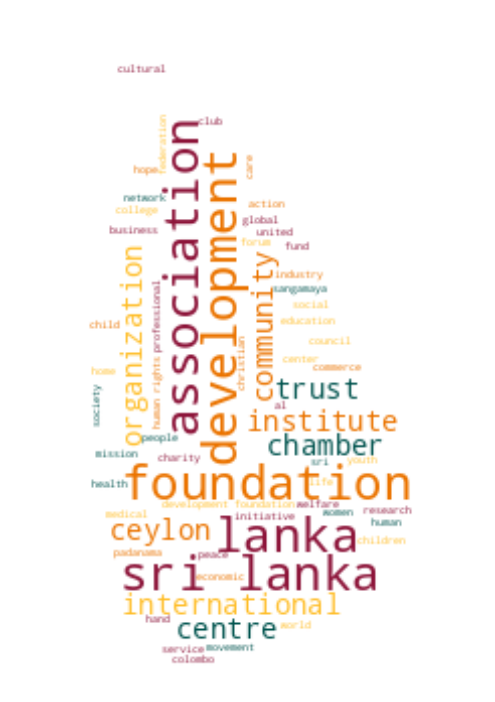 cultural
club
federation
association
development
care
hope
network
college
action
global
business
united
forum
fund
organization
community
industry
sangamaya
professional
social
child
education
christian
council
human rights
center
commerce
home
trust
society
al
institute
people
chamber
mission
charity
sri
youth
foundation
health
life
development foundation
welfare
medical
initiative
women
research
human
ceylon
lanka
children
padanama
peace
sri lanka
economic
international
hand
centre
world
service
movement
colombo